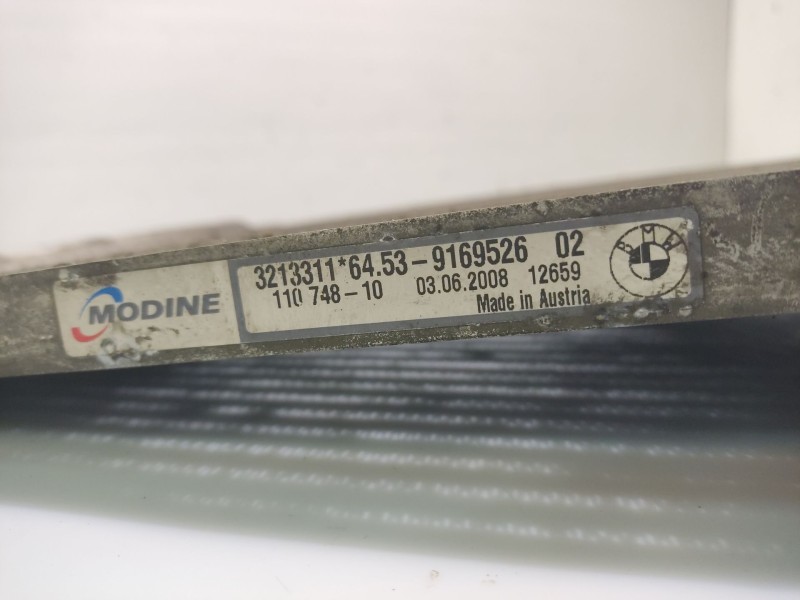 MODINE
3213311*64.53-9169526 02
110 748-10 03.06.2008 12659
Made in Austria
BMW